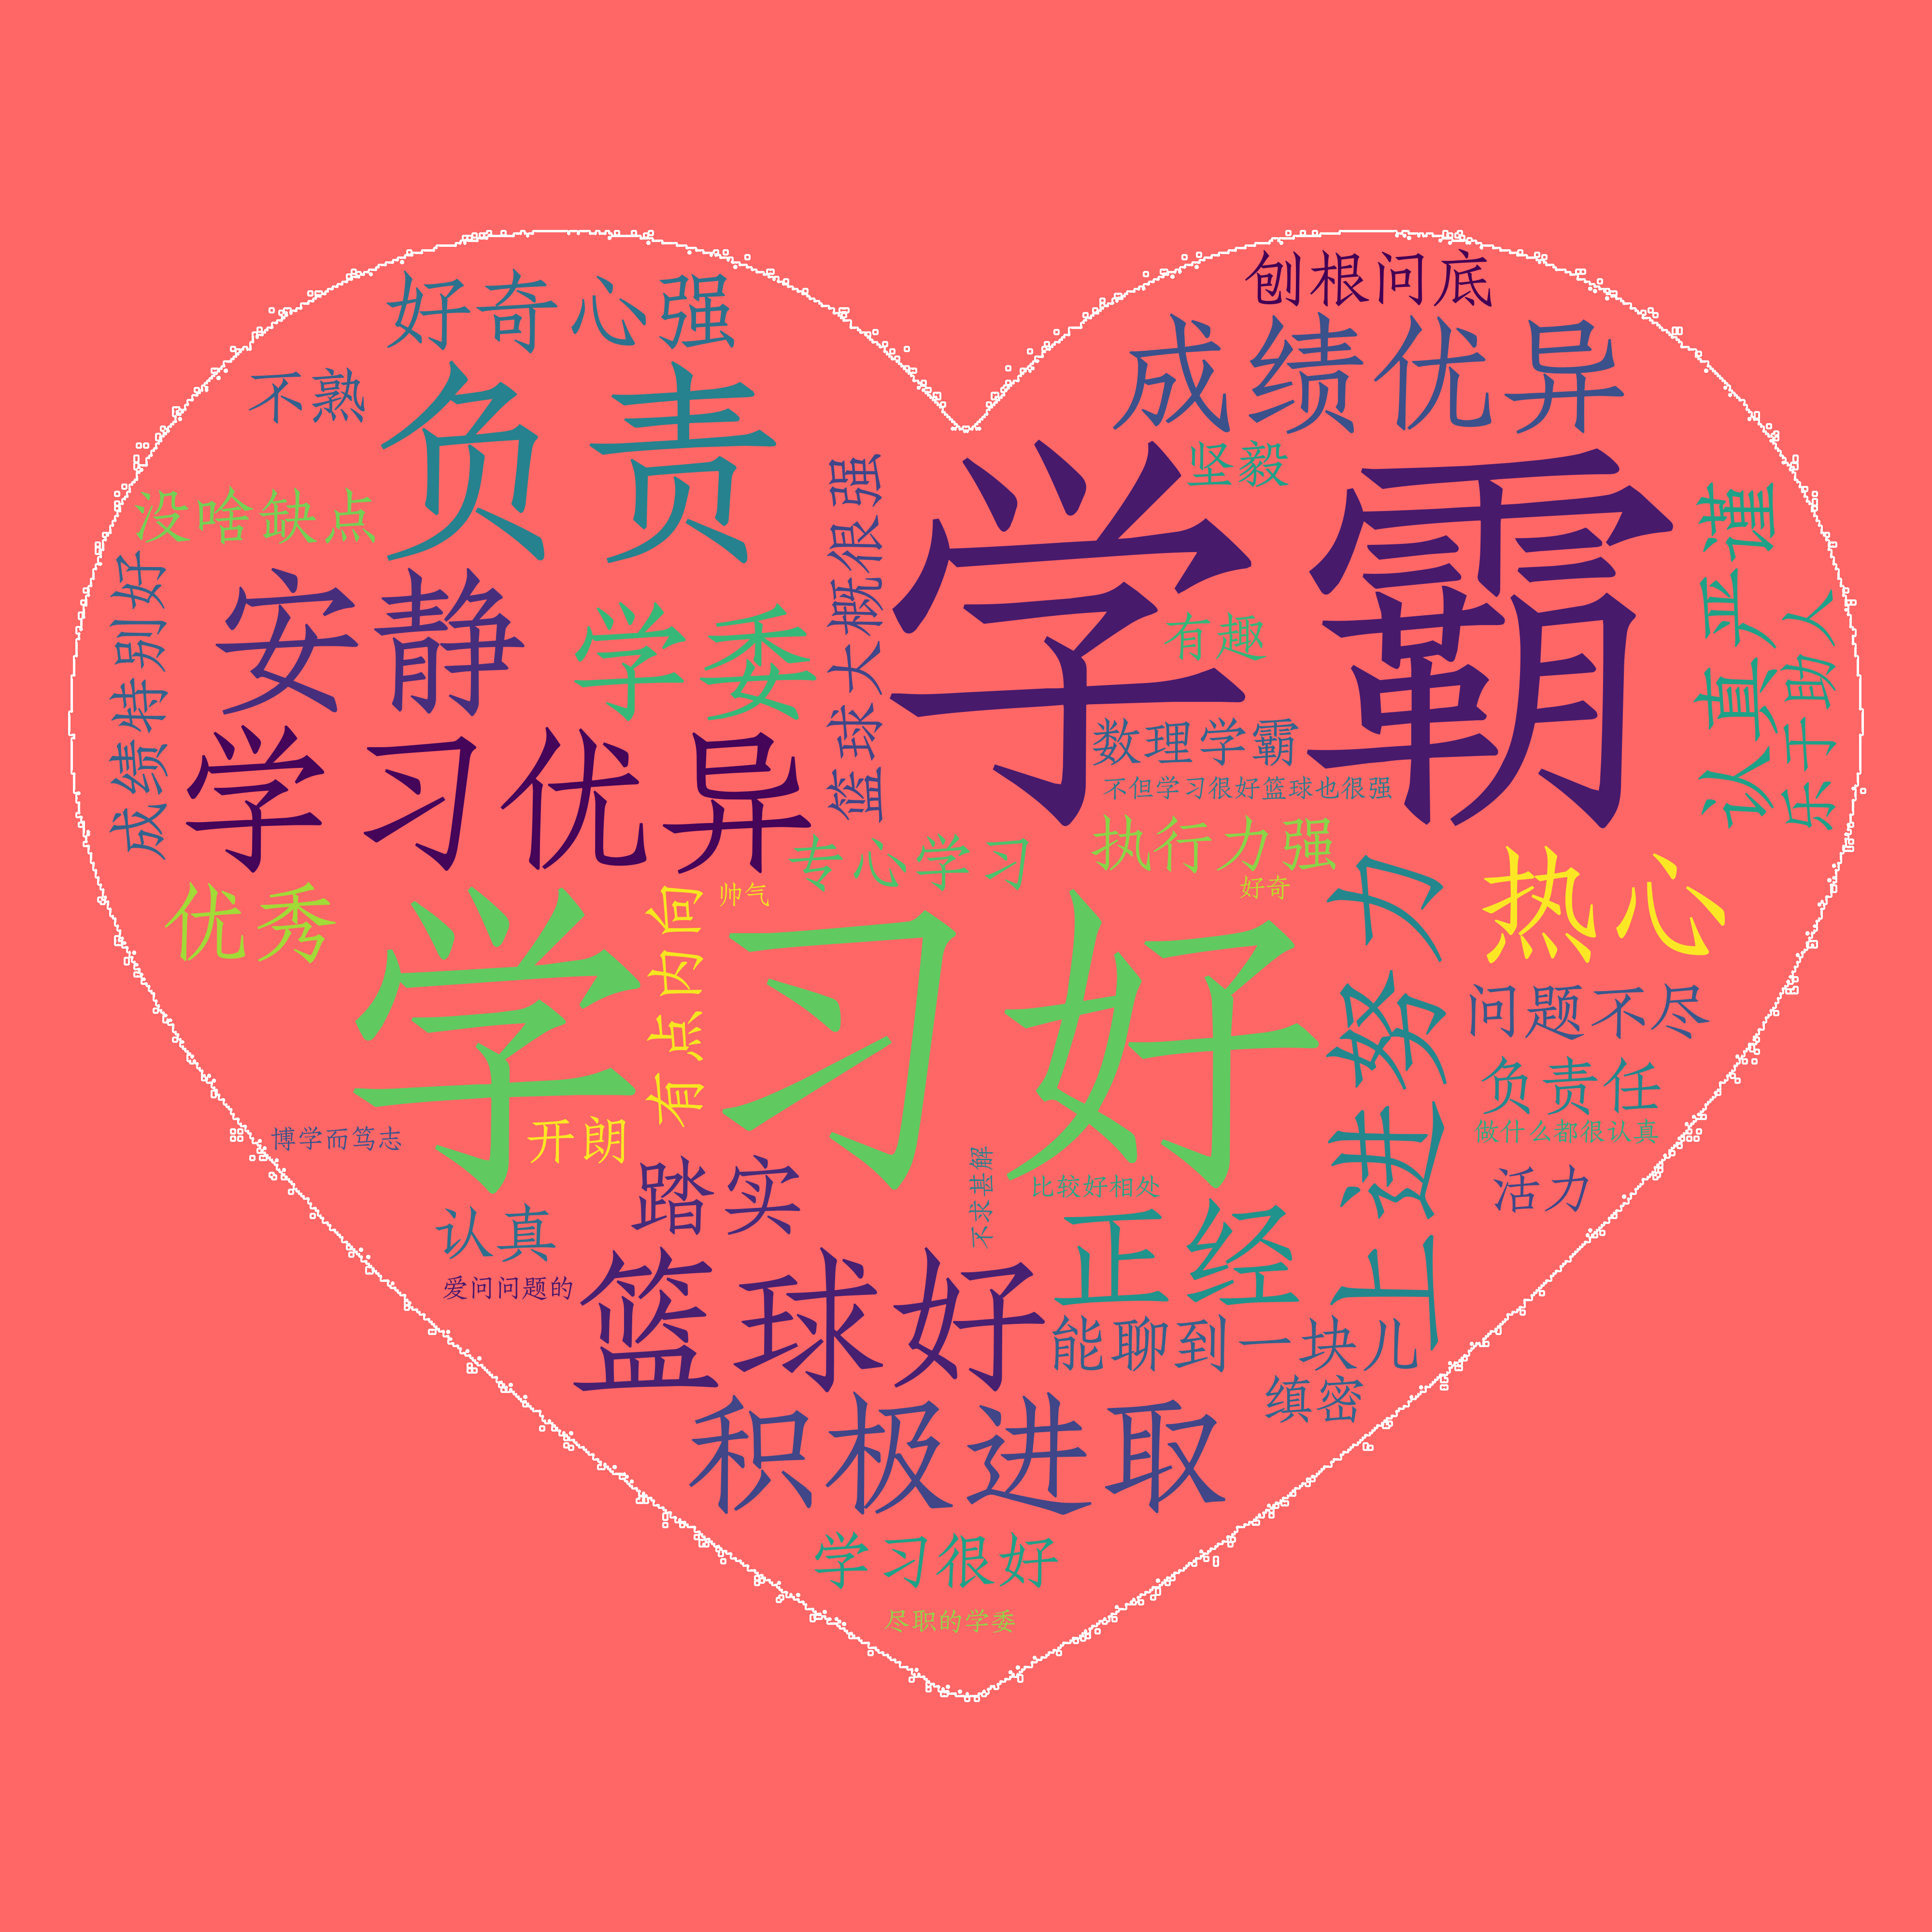 刨根问底
好奇心强
成绩优异
不熟
负责
坚毅
没啥缺点
篮球大概很强
学霸
认真严谨
成绩特别好
安静
学委
有趣
乐于助人
学习优异
数理学霸
不但学习很好篮球也很强
专心学习
执行力强
优秀
帅气
好奇
热心
学习好
有点内向
上进努力
问题不尽
负责任
博学而笃志
开朗
做什么都很认真
踏实
不求甚解
比较好相处
活力
认真
正经
爱问问题的
篮球好
能聊到一块儿
缜密
积极进取
学习很好
尽职的学委